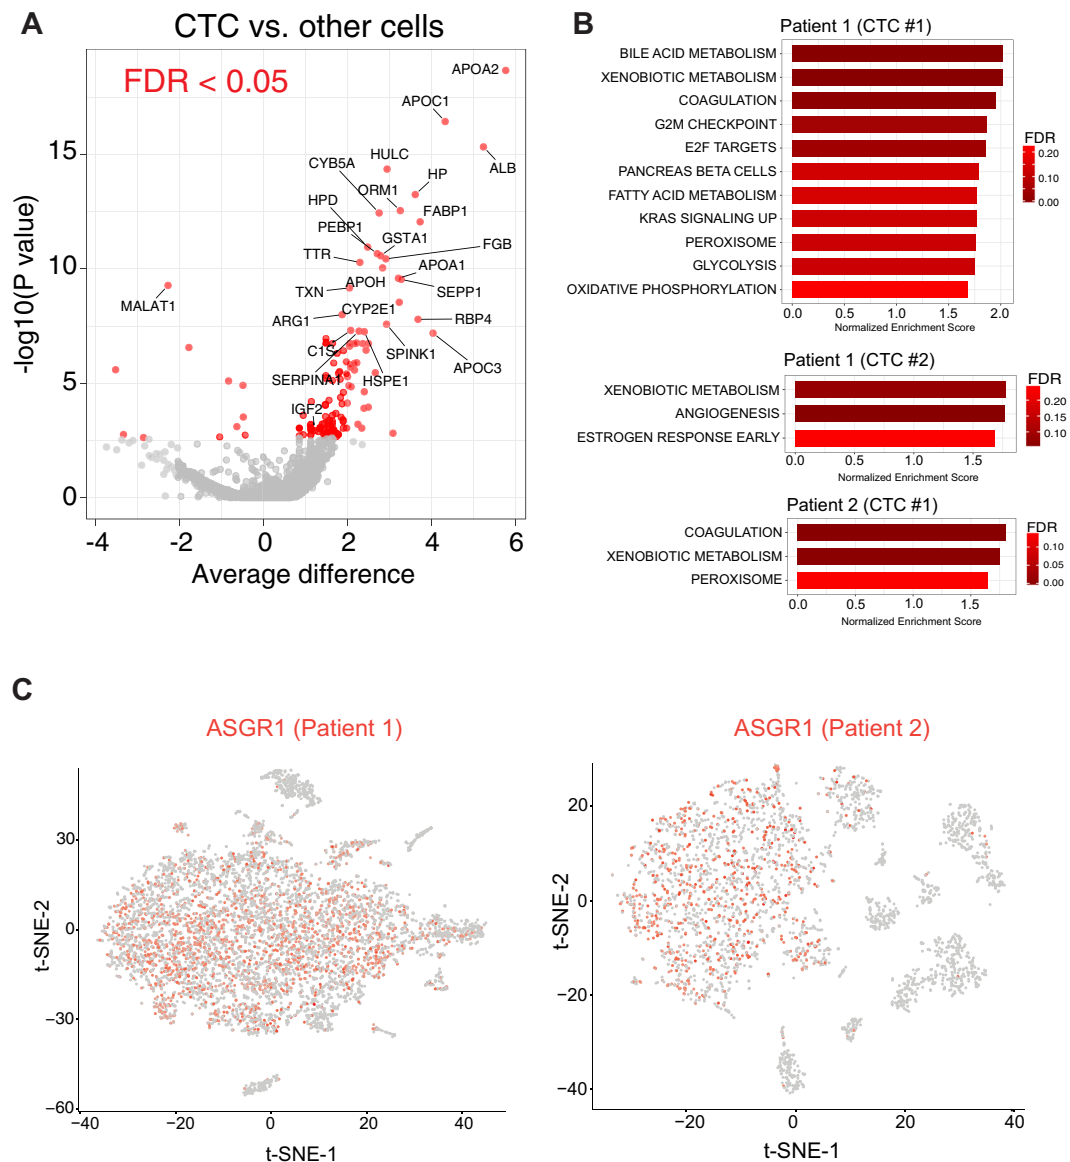 A
CTC vs. other cells
FDR < 0.05
APOA2
APOC1
ALB
HULC
CYB5A
HP
ORM1
HPD
FABP1
PEBP1
GSTA1
FGB
TTR
APOA1
APOH
SEPP1
TXN
MALAT1
CYP2E1
ARG1
RBP4
C1S
SPINK1
APOC3
SERPINA1
HSPE1
IGF2
15
10
5
0
-log10(P value)
-4 -2 0 2 4 6
Average difference
B
Patient 1 (CTC #1)
BILE ACID METABOLISM
XENOBIOTIC METABOLISM
COAGULATION
G2M CHECKPOINT
E2F TARGETS
PANCREAS BETA CELLS
FATTY ACID METABOLISM
KRAS SIGNALING UP
PEROXISOME
GLYCOLYSIS
OXIDATIVE PHOSPHORYLATION
0.0 0.5 1.0 1.5 2.0
Normalized Enrichment Score
FDR
0.20
0.10
0.00
Patient 1 (CTC #2)
XENOBIOTIC METABOLISM
ANGIOGENESIS
ESTROGEN RESPONSE EARLY
0.0 0.5 1.0 1.5
Normalized Enrichment Score
FDR
0.20
0.15
0.10
Patient 2 (CTC #1)
COAGULATION
XENOBIOTIC METABOLISM
PEROXISOME
0.0 0.5 1.0 1.5
Normalized Enrichment Score
FDR
0.10
0.05
0.00
C
ASGR1 (Patient 1)
30
0
−30
−60
t-SNE-2
−40 −20 0 20 40
t-SNE-1
ASGR1 (Patient 2)
20
0
−20
−40
t-SNE-2
−20 0 20 40
t-SNE-1